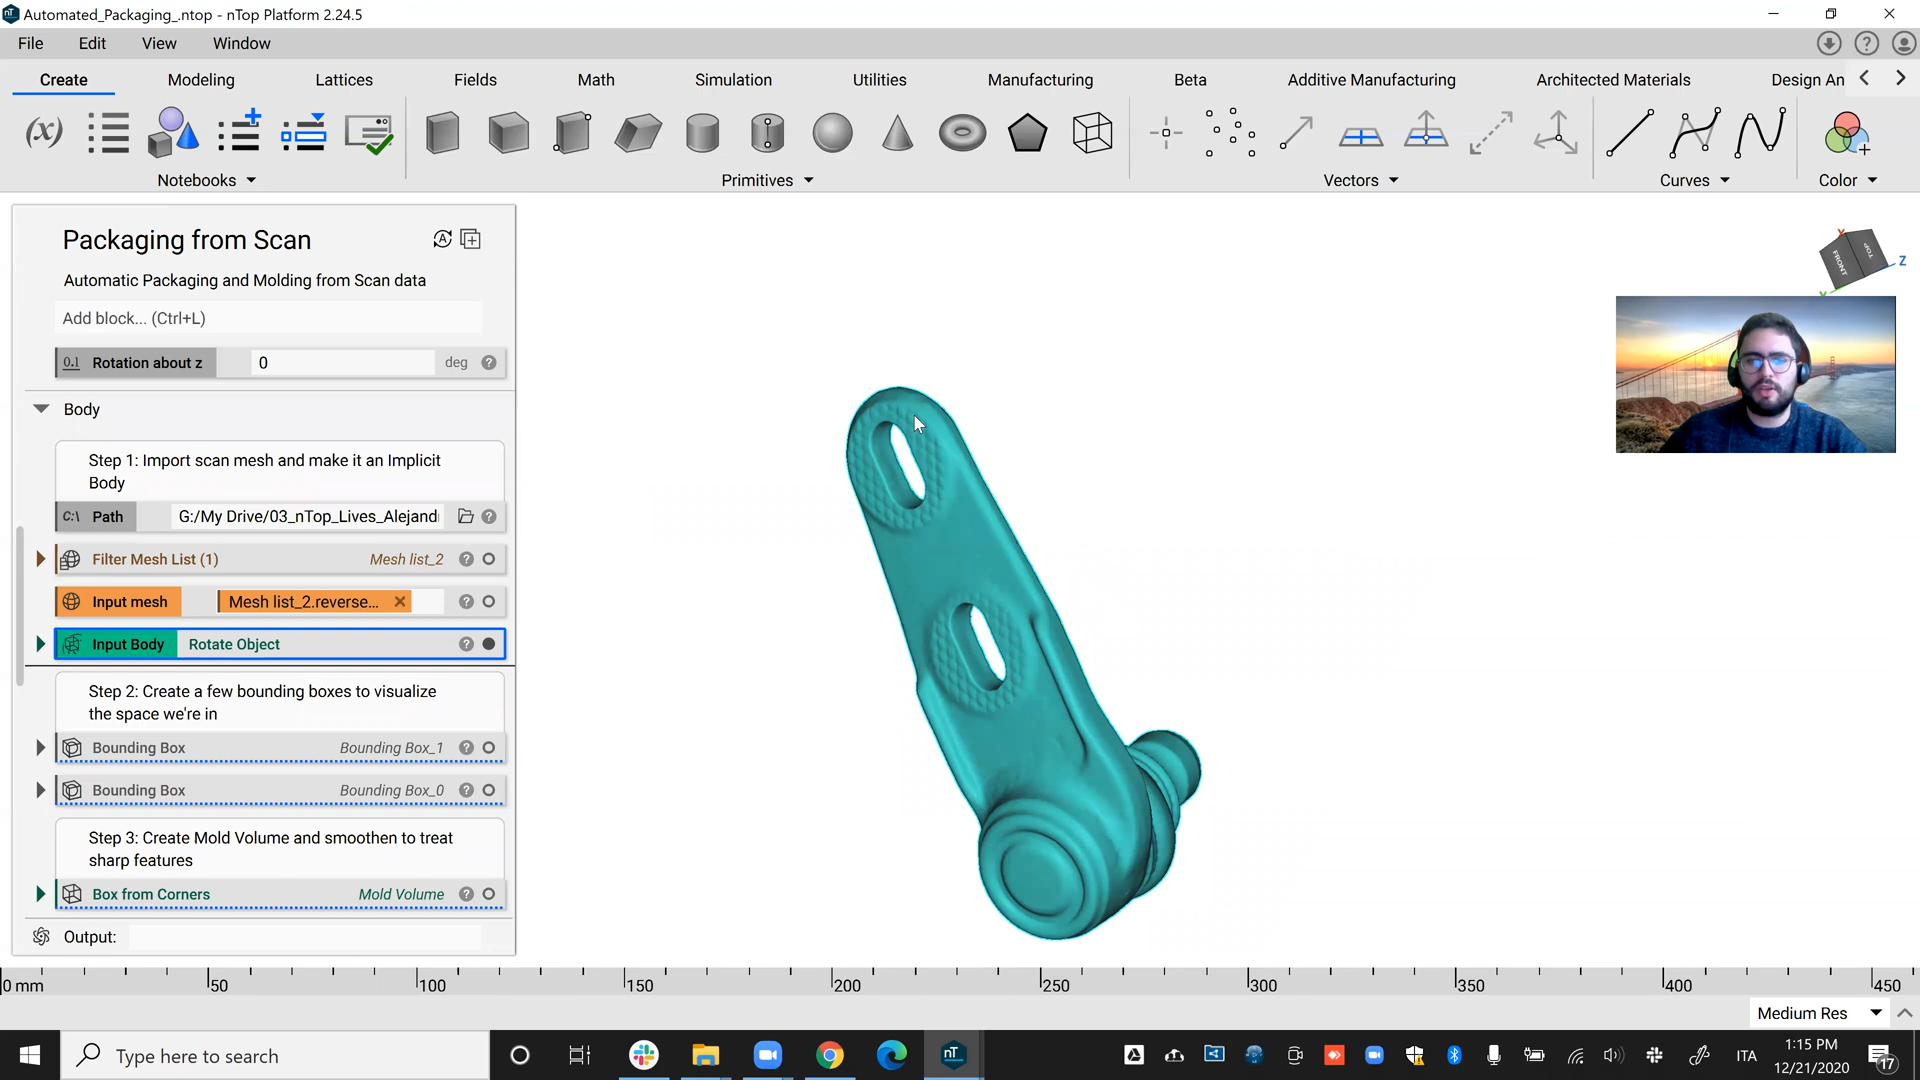 Automated_Packaging_.ntop - nTop Platform 2.24.5
File Edit View Window
Create Modeling Lattices Fields Math Simulation Utilities Manufacturing Beta Additive Manufacturing Architected Materials Design An
(x)
Notebooks Primitives Vectors Curves Color
Packaging from Scan
Automatic Packaging and Molding from Scan data
Add block... (Ctrl+L)
0.1 Rotation about z 0 deg
Body
Step 1: Import scan mesh and make it an Implicit
Body
C:\ Path G:/My Drive/03_nTop_Lives_Alejand
Filter Mesh List (1) Mesh list_2
Input mesh Mesh list_2.reverse...
Input Body Rotate Object
Step 2: Create a few bounding boxes to visualize
the space we're in
Bounding Box Bounding Box_1
Bounding Box Bounding Box_0
Step 3: Create Mold Volume and smoothen to treat
sharp features
Box from Corners Mold Volume
Output:
FRONT TOP Z
0 mm 50 100 150 200 250 300 350 400 450
Medium Res
Type here to search
nT
ITA
1:15 PM
12/21/2020
17